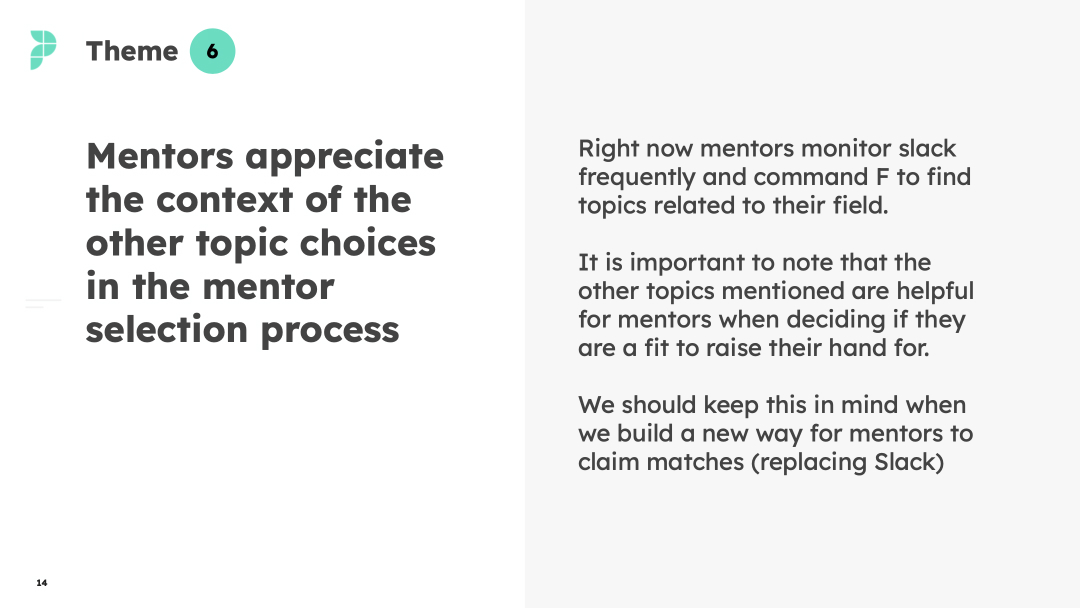 Theme 6
Mentors appreciate
the context of the
other topic choices
in the mentor
selection process
Right now mentors monitor slack
frequently and command F to find
topics related to their field.
It is important to note that the
other topics mentioned are helpful
for mentors when deciding if they
are a fit to raise their hand for.
We should keep this in mind when
we build a new way for mentors to
claim matches (replacing Slack)
14